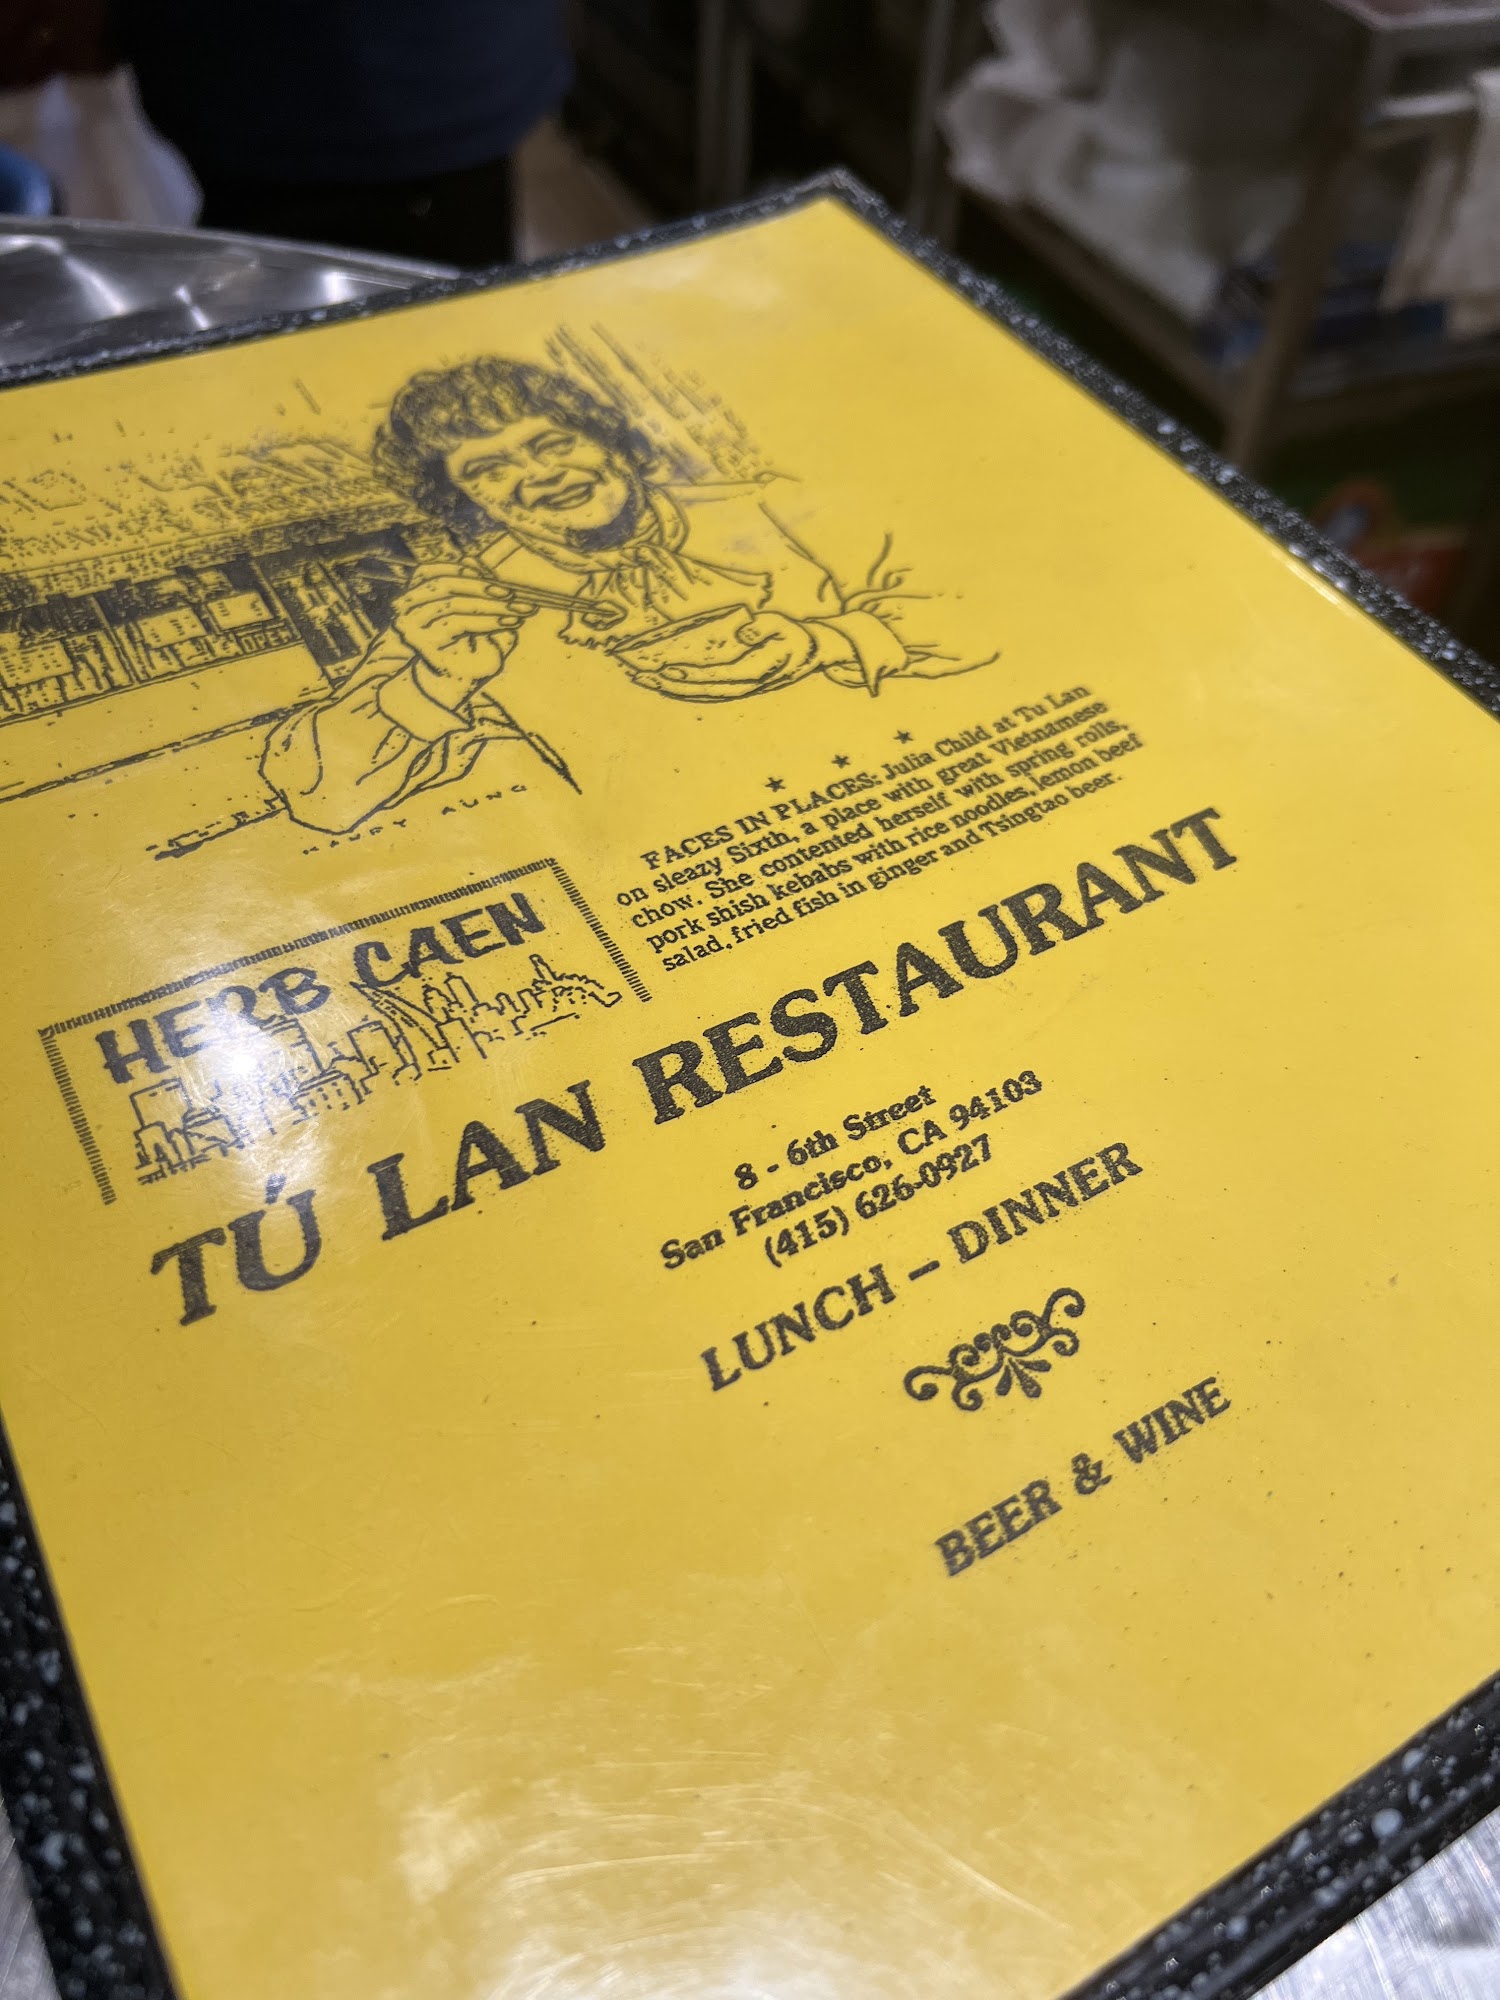 OPEN
HAURY AUNG
★ ★ ★
FACES IN PLACES: Julia Child at Tu Lan
on sleazy Sixth, a place with great Vietnamese
chow. She contented herself with spring rolls,
pork shish kebabs with rice noodles, lemon beef
salad, fried fish in ginger and Tsingtao beer.
HERB CAEN
TÚ LAN RESTAURANT
8 - 6th Street
San Francisco, CA 94103
(415) 626-0927
LUNCH – DINNER
BEER & WINE